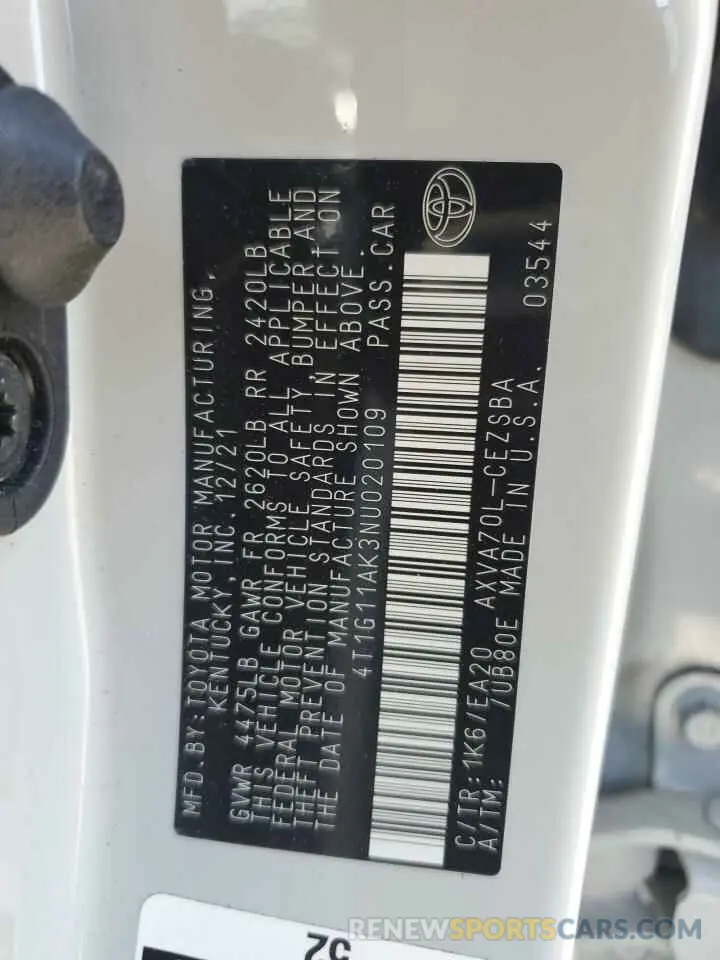 MFD.BY:TOYOTA MOTOR MANUFACTURING,
KENTUCKY,INC.12/21
GVWR 4475LB GAWR FR 2620LB RR 2420LB
THIS VEHICLE CONFORMS TO ALL APPLICABLE
FEDERAL MOTOR VEHICLE SAFETY,BUMPER,AND
THEFT PREVENTION STANDARDS IN EFFECT ON
THE DATE OF MANUFACTURE SHOWN ABOVE.
4T1G11AK3NU020109 PASS.CAR
C/TR:1K6/EA20 AXVA70L-CEZSBA
A/TM: /UB80E MADE IN U.S.A. 03544
52
RENEWSPORTSCARS.COM